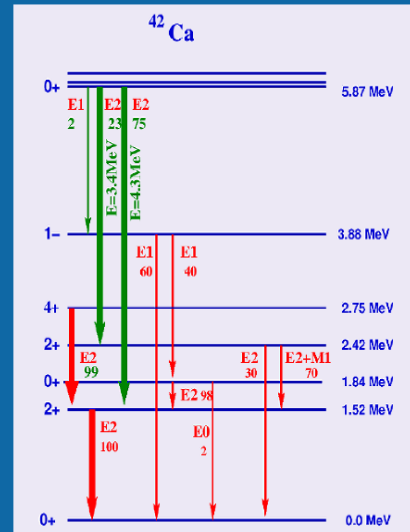 42Ca
0+
5.87 MeV
E1 E2 E2
2 23 75
E=3.4MeV
E=4.3MeV
1−
3.88 MeV
E1 E1
60 40
4+
2.75 MeV
2+
2.42 MeV
E2
99
E2 E2+M1
30 70
0+
1.84 MeV
E2 98
2+
1.52 MeV
E2
100
E0
2
0+
0.0 MeV